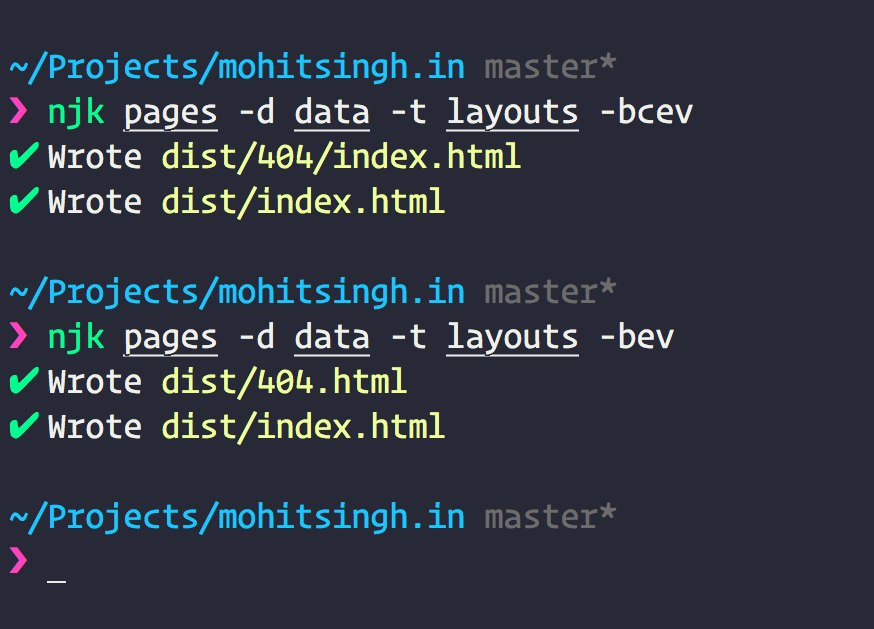 ~/Projects/mohitsingh.in master*
❯ njk pages -d data -t layouts -bcev
✔ Wrote dist/404/index.html
✔ Wrote dist/index.html
~/Projects/mohitsingh.in master*
❯ njk pages -d data -t layouts -bev
✔ Wrote dist/404.html
✔ Wrote dist/index.html
~/Projects/mohitsingh.in master*
❯ _